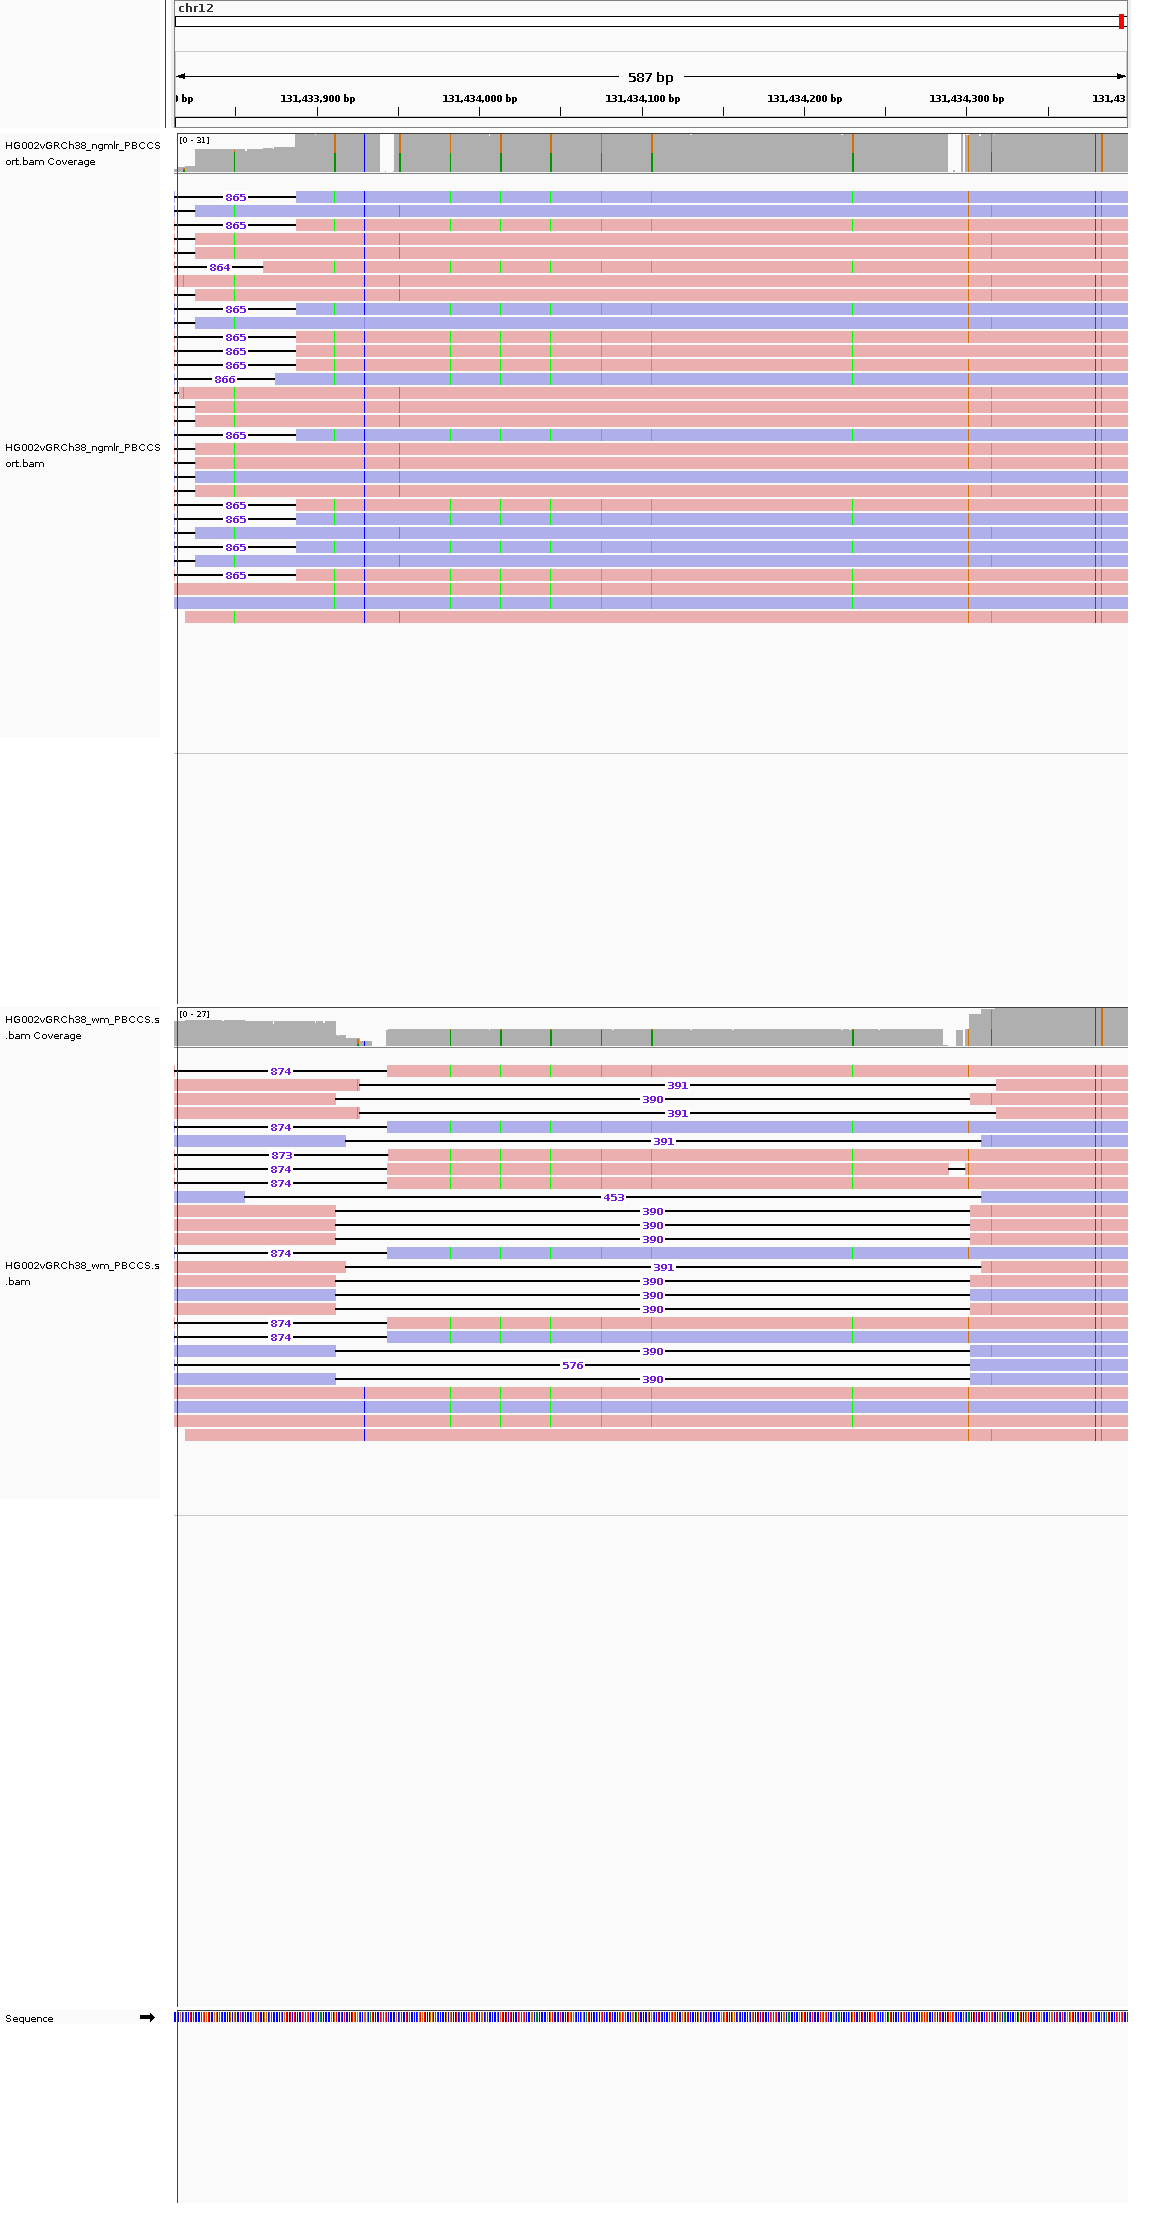 chr12
587 bp
0 bp 131,433,900 bp 131,434,000 bp 131,434,100 bp 131,434,200 bp 131,434,300 bp 131,43
HG002vGRCh38_ngmlr_PBCCS
ort.bam Coverage
[0 - 31]
865
865
864
865
865
865
865
866
HG002vGRCh38_ngmlr_PBCCS
ort.bam
865
865
865
865
865
HG002vGRCh38_wm_PBCCS.s
.bam Coverage
[0 - 27]
874
391
390
391
874
391
873
874
874
453
390
390
390
874
HG002vGRCh38_wm_PBCCS.s
.bam
391
390
390
390
874
874
390
576
390
Sequence